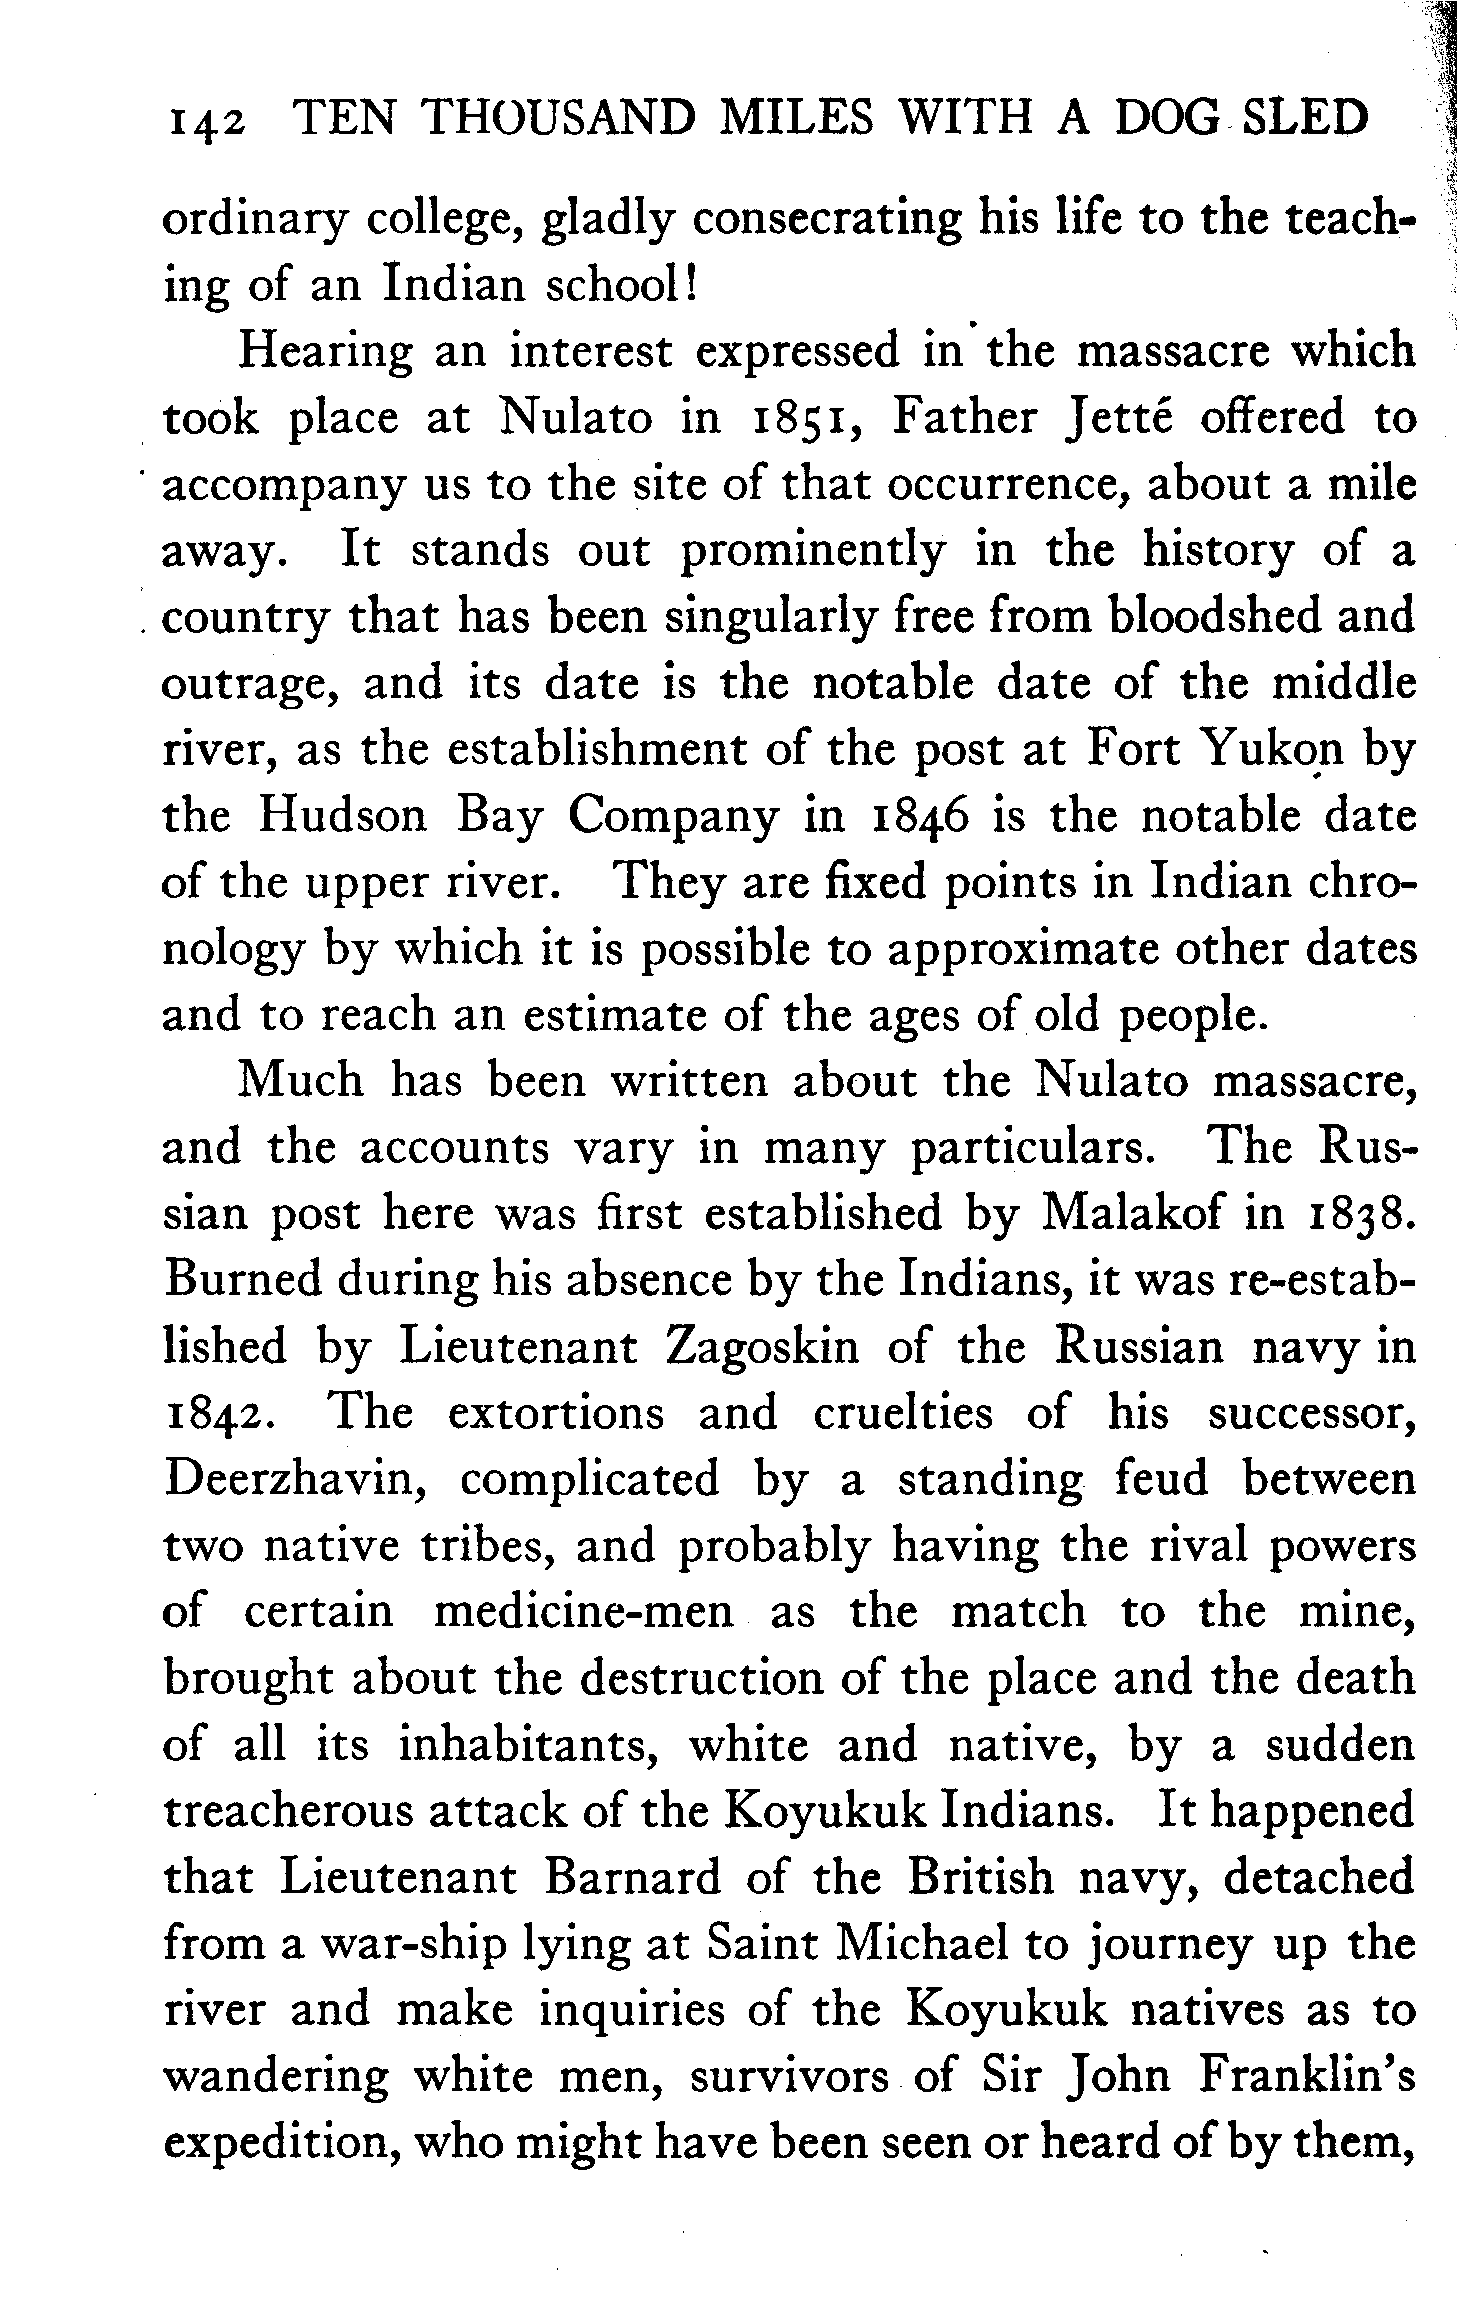 142 TEN THOUSAND MILES WITH A DOG SLED
ordinary college, gladly consecrating his life to the teach-
ing of an Indian school!
Hearing an interest expressed in the massacre which
took place at Nulato in 1851, Father Jetté offered to
accompany us to the site of that occurrence, about a mile
away. It stands out prominently in the history of a
country that has been singularly free from bloodshed and
outrage, and its date is the notable date of the middle
river, as the establishment of the post at Fort Yukon by
the Hudson Bay Company in 1846 is the notable date
of the upper river. They are fixed points in Indian chro-
nology by which it is possible to approximate other dates
and to reach an estimate of the ages of old people.
Much has been written about the Nulato massacre,
and the accounts vary in many particulars. The Rus-
sian post here was first established by Malakof in 1838.
Burned during his absence by the Indians, it was re-estab-
lished by Lieutenant Zagoskin of the Russian navy in
1842. The extortions and cruelties of his successor,
Deerzhavin, complicated by a standing feud between
two native tribes, and probably having the rival powers
of certain medicine-men as the match to the mine,
brought about the destruction of the place and the death
of all its inhabitants, white and native, by a sudden
treacherous attack of the Koyukuk Indians. It happened
that Lieutenant Barnard of the British navy, detached
from a war-ship lying at Saint Michael to journey up the
river and make inquiries of the Koyukuk natives as to
wandering white men, survivors of Sir John Franklin's
expedition, who might have been seen or heard of by them,